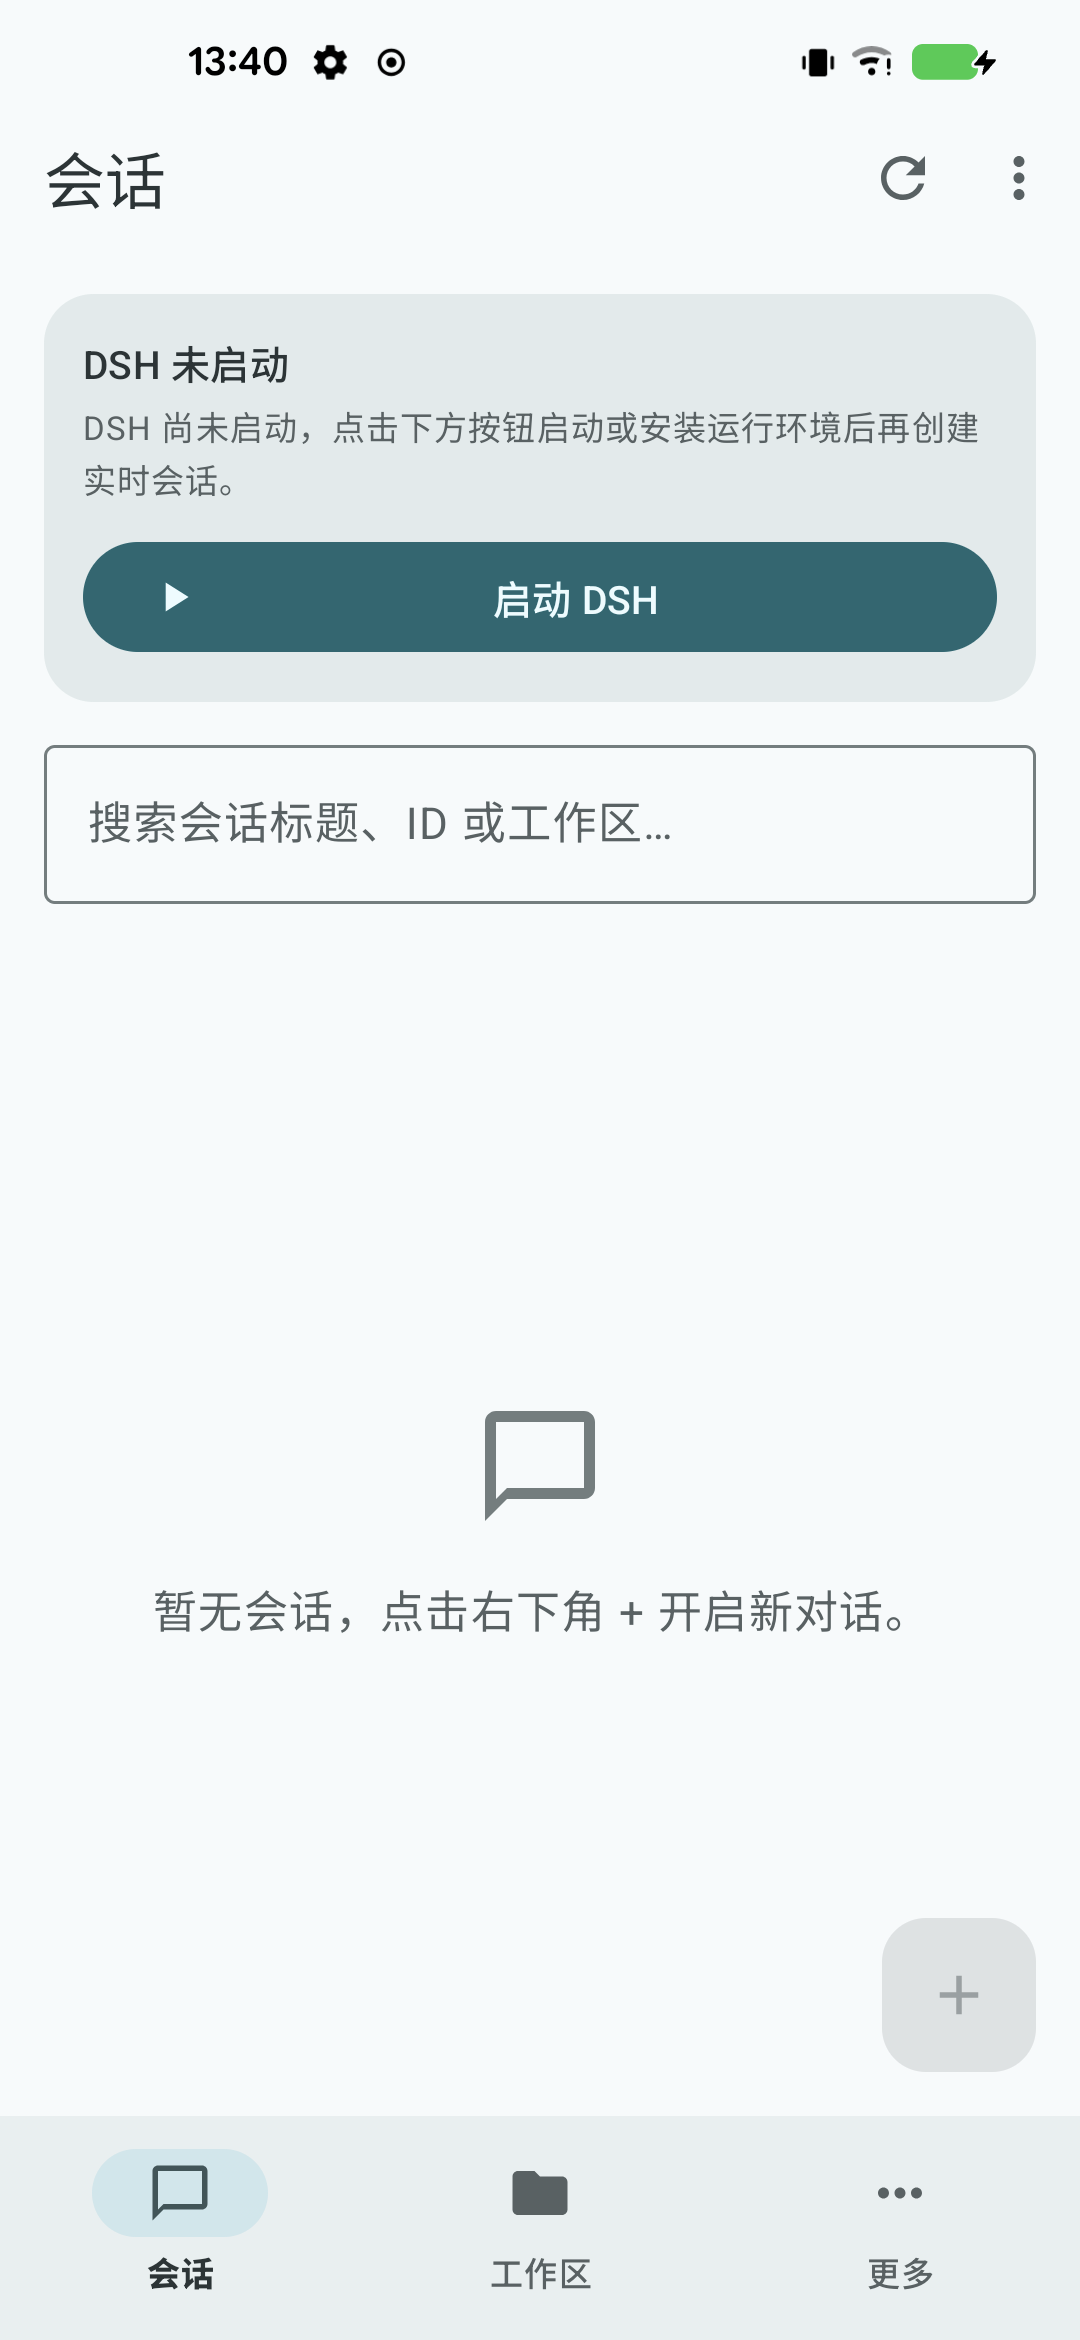 13:40
会话
DSH 未启动
DSH 尚未启动，点击下方按钮启动或安装运行环境后再创建
实时会话。
启动 DSH
搜索会话标题、ID 或工作区...
暂无会话，点击右下角 + 开启新对话。
会话
工作区
更多